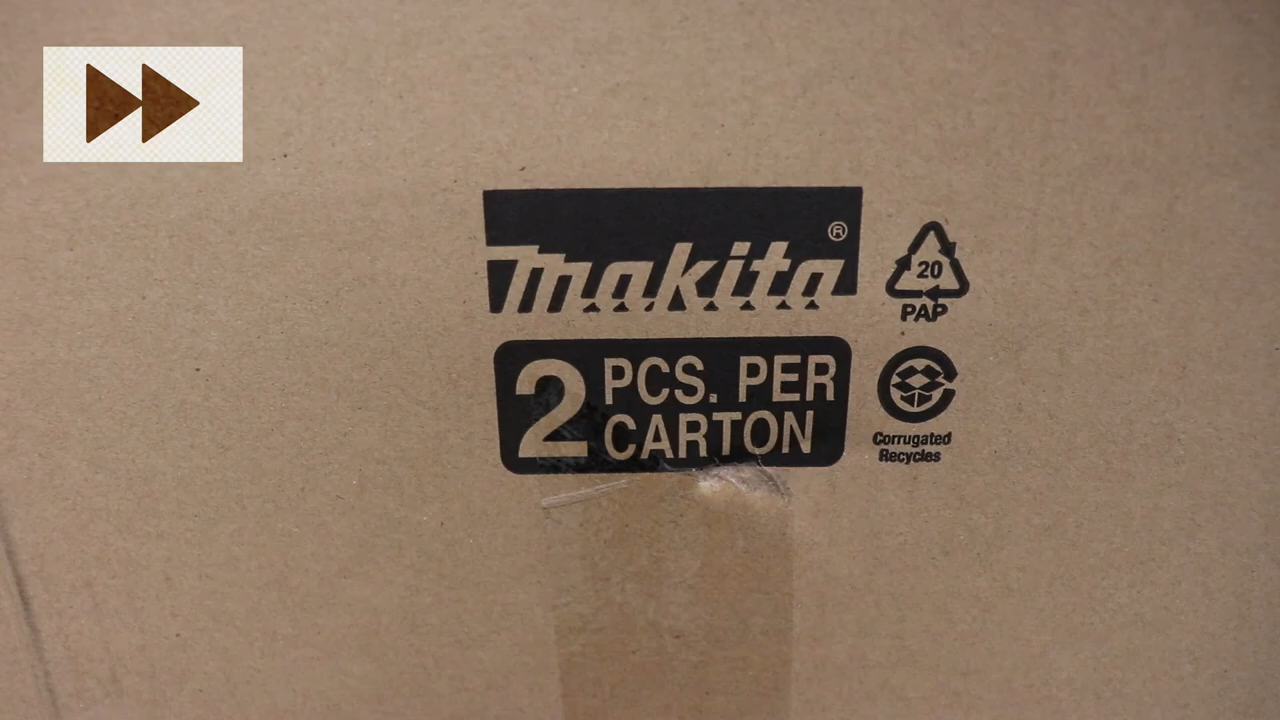 makita®
20
PAP
2 PCS. PER
CARTON
Corrugated
Recycles